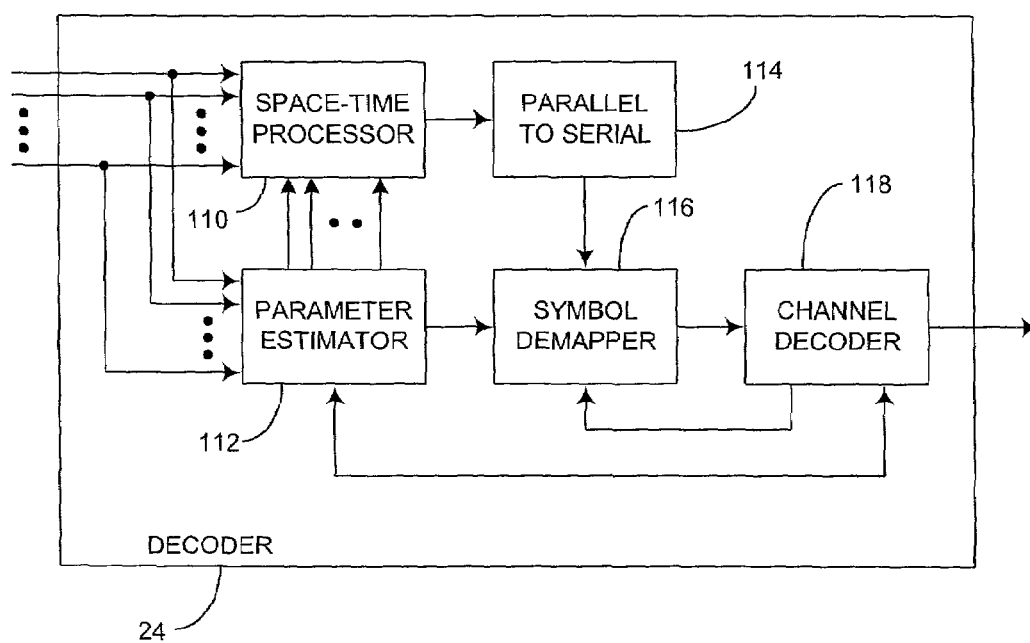 SPACE-TIME
PROCESSOR
PARALLEL
TO SERIAL
114
110
116
118
PARAMETER
ESTIMATOR
SYMBOL
DEMAPPER
CHANNEL
DECODER
112
DECODER
24